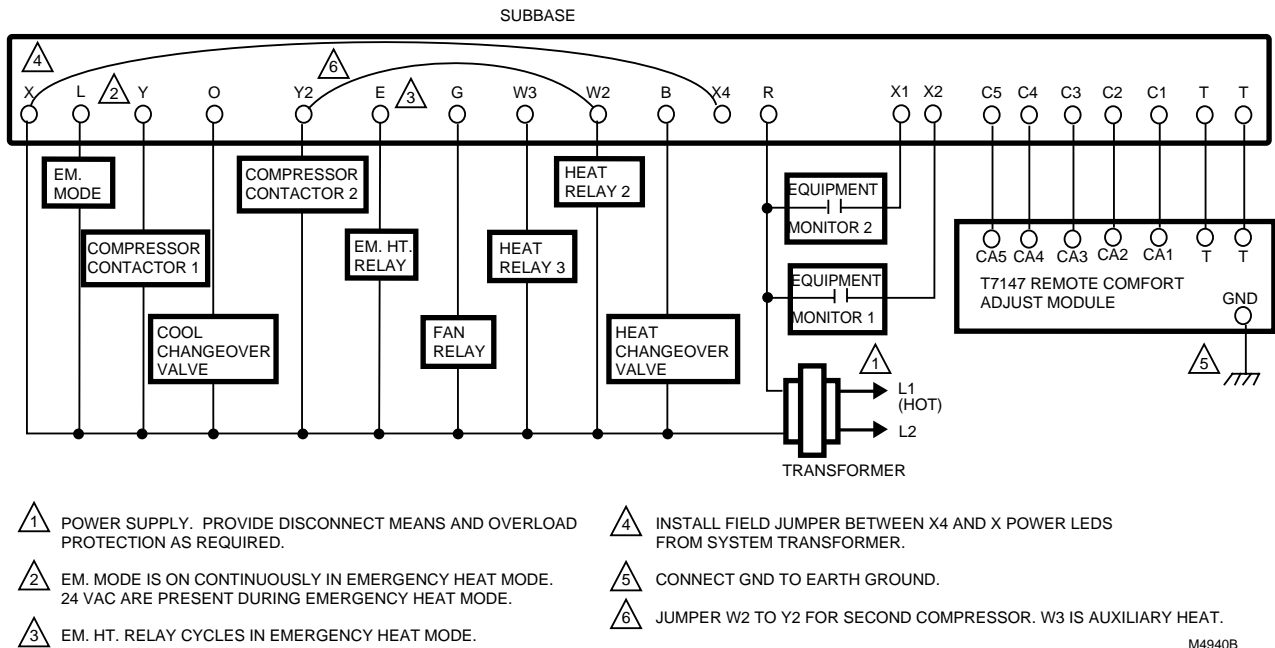 SUBBASE
4
6
X L 2 Y O Y2 E 3 G W3 W2 B X4 R X1 X2 C5 C4 C3 C2 C1 T T
EM.
MODE
COMPRESSOR
CONTACTOR 1
COOL
CHANGEOVER
VALVE
COMPRESSOR
CONTACTOR 2
EM. HT.
RELAY
FAN
RELAY
HEAT
RELAY 3
HEAT
RELAY 2
HEAT
CHANGEOVER
VALVE
EQUIPMENT
MONITOR 2
EQUIPMENT
MONITOR 1
CA5 CA4 CA3 CA2 CA1 T T
T7147 REMOTE COMFORT
ADJUST MODULE
GND
5
1
L1
(HOT)
L2
TRANSFORMER
1 POWER SUPPLY. PROVIDE DISCONNECT MEANS AND OVERLOAD
PROTECTION AS REQUIRED.
2 EM. MODE IS ON CONTINUOUSLY IN EMERGENCY HEAT MODE.
24 VAC ARE PRESENT DURING EMERGENCY HEAT MODE.
3 EM. HT. RELAY CYCLES IN EMERGENCY HEAT MODE.
4 INSTALL FIELD JUMPER BETWEEN X4 AND X POWER LEDS
FROM SYSTEM TRANSFORMER.
5 CONNECT GND TO EARTH GROUND.
6 JUMPER W2 TO Y2 FOR SECOND COMPRESSOR. W3 IS AUXILIARY HEAT.
M4940B